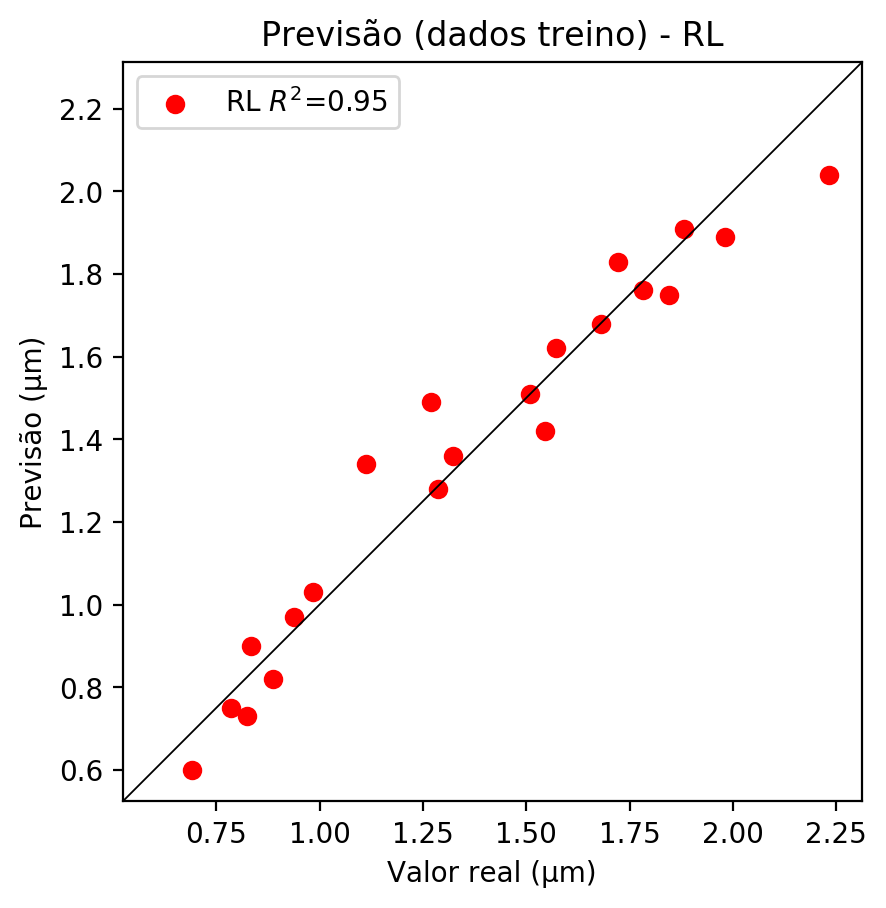 Previsão (dados treino) - RL
RL R²=0.95
Previsão (μm)
2.2
2.0
1.8
1.6
1.4
1.2
1.0
0.8
0.6
0.75 1.00 1.25 1.50 1.75 2.00 2.25
Valor real (μm)